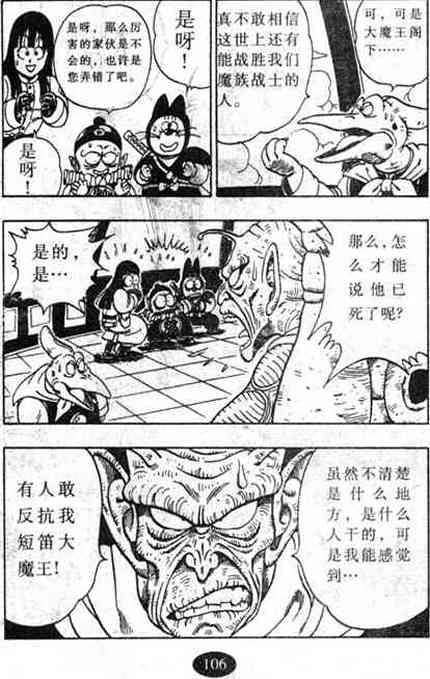 可，可是
大魔王阁
下……
真不敢相信
这世上还有
能战胜我们
魔族战士的
人。
是呀！
是呀，那么厉
害的家伙是不
会的，也许是
您弄错了吧。
是呀！
那么，怎
么才能
说他已
死了呢?
是的，
是…
虽然不清楚
是什么地
方，是什么
人干的，可
是我能感觉
到…
有人敢
反抗我
短笛大
魔王!
106